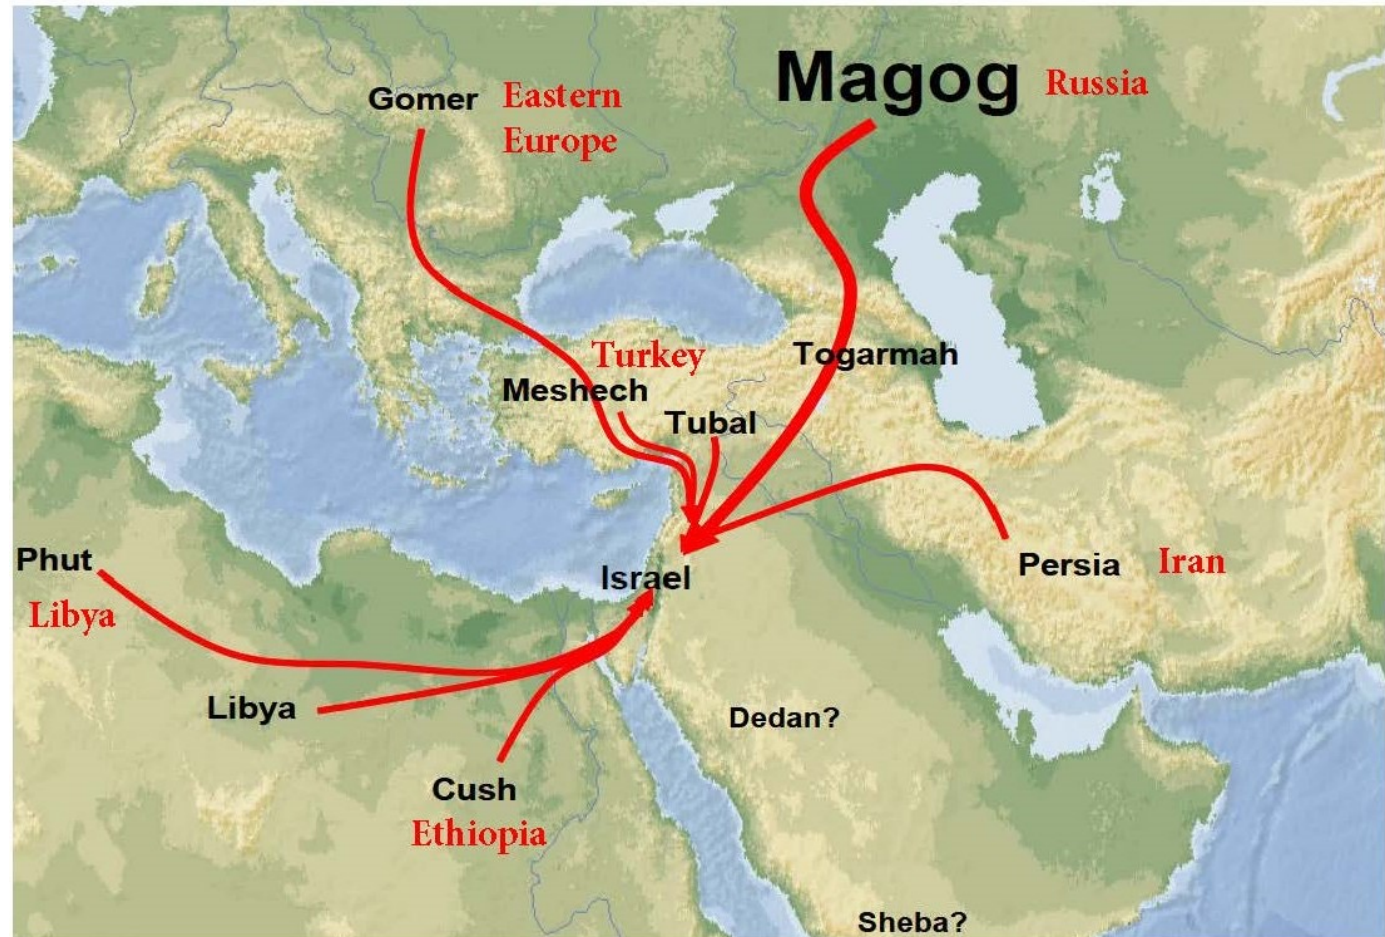 Magog Russia
Gomer Eastern
Europe
Turkey
Togarmah
Meshech
Tubal
Phut
Israel
Persia Iran
Libya
Libya
Dedan?
Cush
Ethiopia
Sheba?